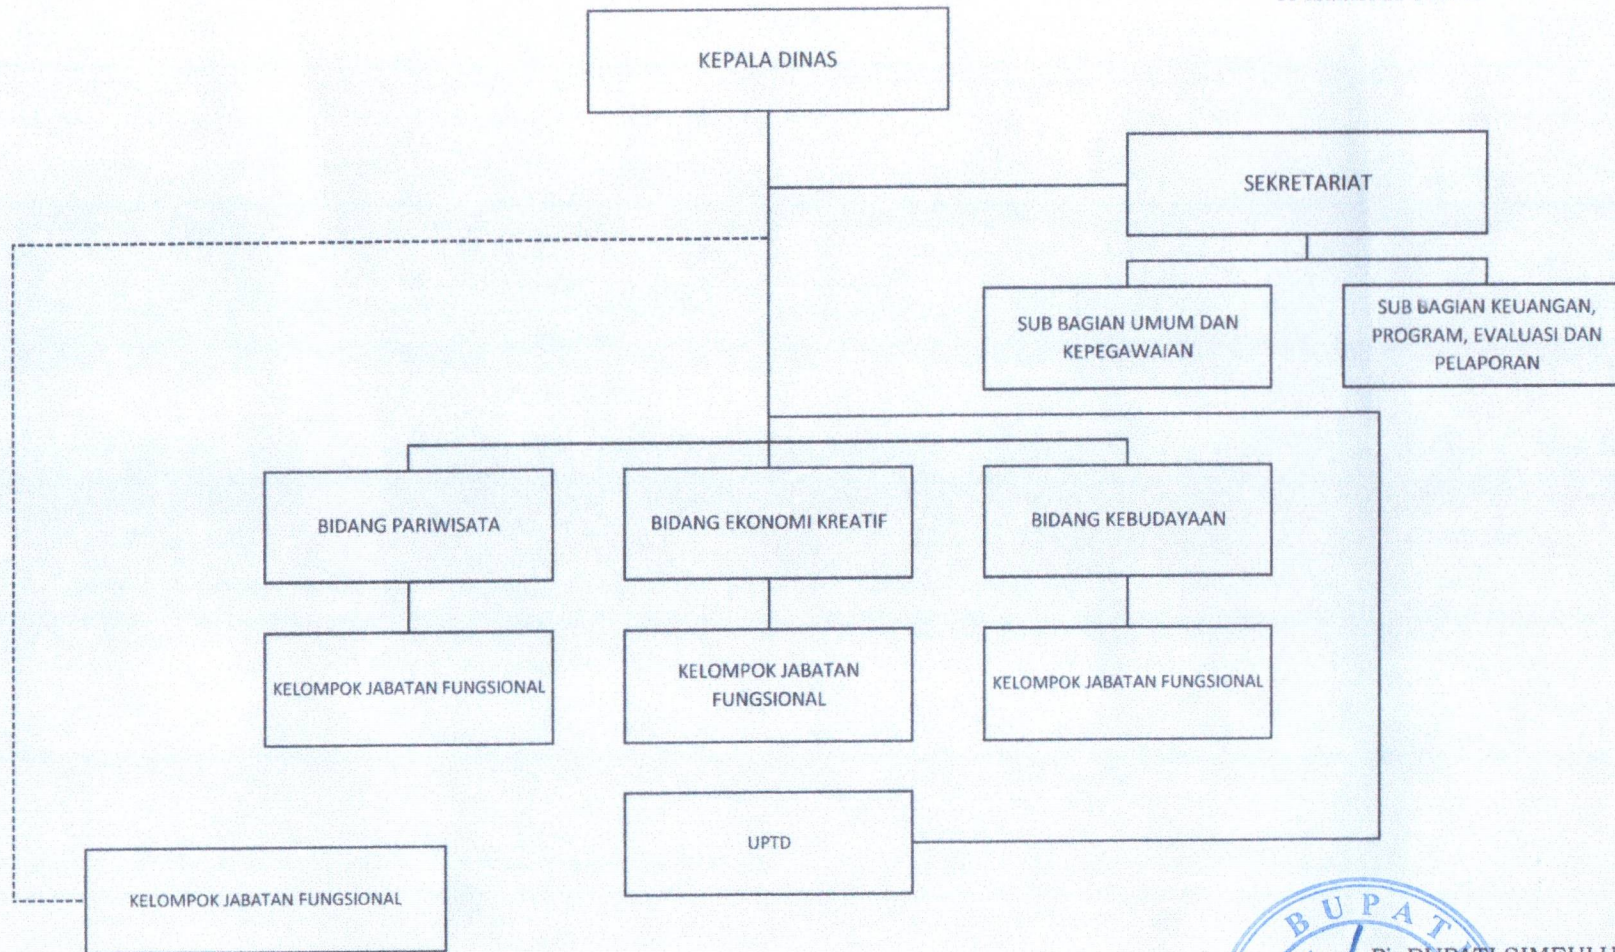 KEPALA DINAS
SEKRETARIAT
SUB BAGIAN UMUM DAN
KEPEGAWAIAN
SUB BAGIAN KEUANGAN,
PROGRAM, EVALUASI DAN
PELAPORAN
BIDANG PARIWISATA
BIDANG EKONOMI KREATIF
BIDANG KEBUDAYAAN
KELOMPOK JABATAN FUNGSIONAL
KELOMPOK JABATAN
FUNGSIONAL
KELOMPOK JABATAN FUNGSIONAL
UPTD
KELOMPOK JABATAN FUNGSIONAL
BUPAT